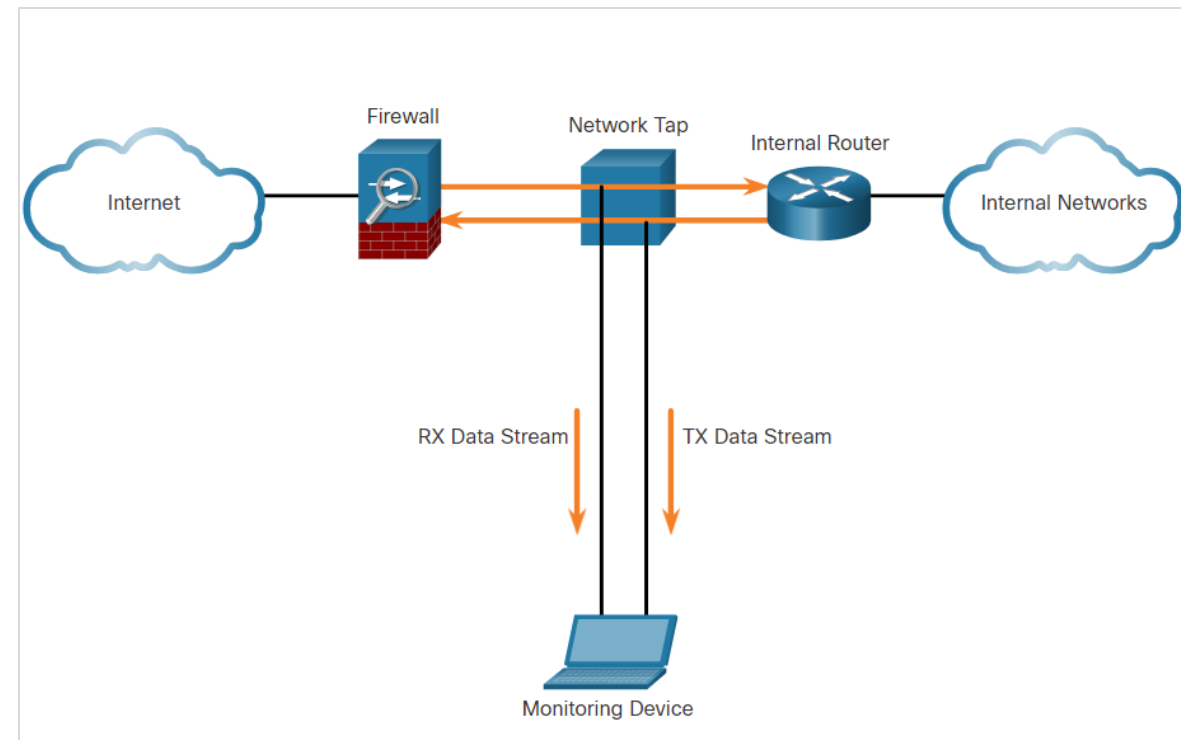 Firewall
Network Tap
Internal Router
Internet
Internal Networks
RX Data Stream
TX Data Stream
Monitoring Device